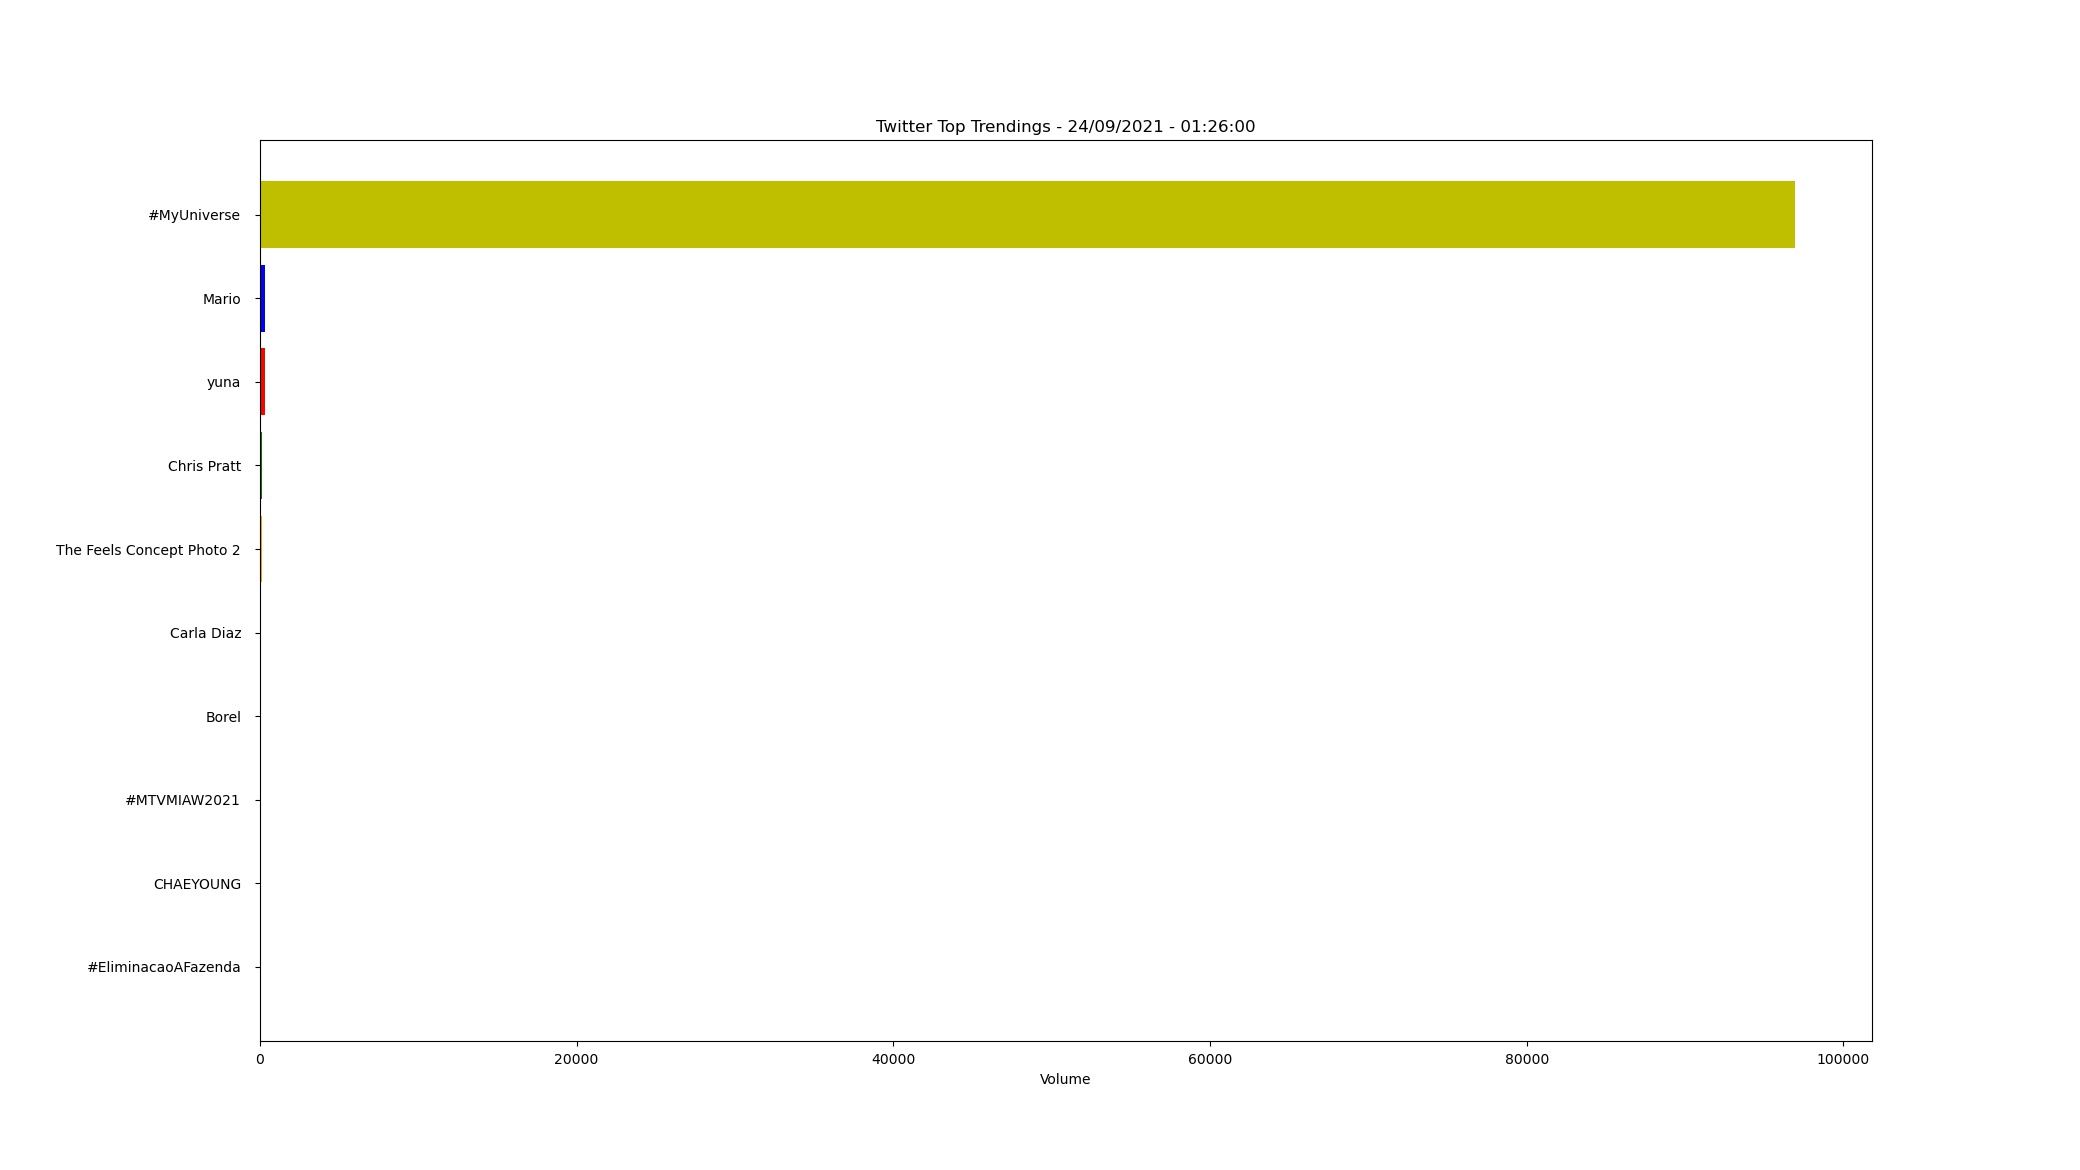 Twitter Top Trendings - 24/09/2021 - 01:26:00
#MyUniverse
Mario
yuna
Chris Pratt
The Feels Concept Photo 2
Carla Diaz
Borel
#MTVMIAW2021
CHAEYOUNG
#EliminacaoAFazenda
0 20000 40000 60000 80000 100000
Volume